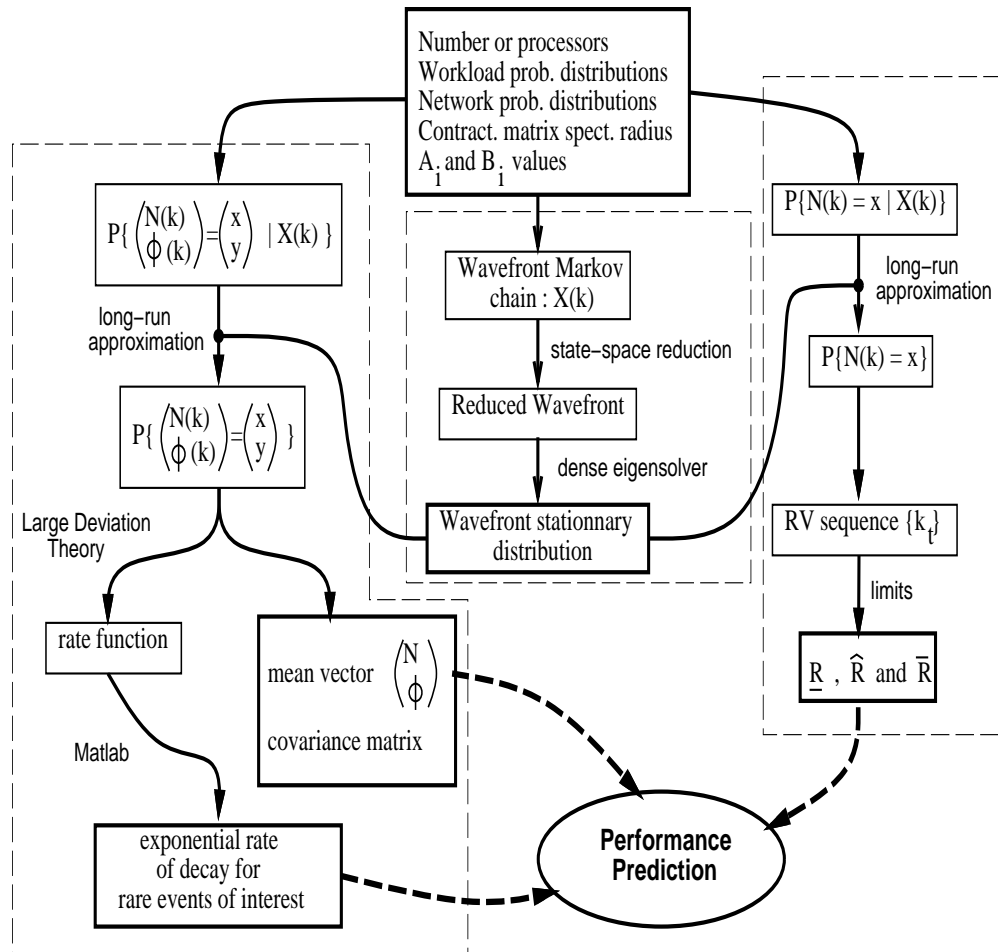 Number or processors
Workload prob. distributions
Network prob. distributions
Contract. matrix spect. radius
A_i and B_i values
P{ (N(k) ϕ(k)) = (x y) | X(k) }
long-run
approximation
P{ (N(k) ϕ(k)) = (x y) }
Large Deviation
Theory
rate function
mean vector (N ϕ)
covariance matrix
Matlab
exponential rate
of decay for
rare events of interest
Wavefront Markov
chain : X(k)
state-space reduction
Reduced Wavefront
dense eigensolver
Wavefront stationnary
distribution
P{N(k) = x | X(k)}
long-run
approximation
P{N(k) = x}
RV sequence {k_t}
limits
R̲ , R̂ and R̅
Performance
Prediction